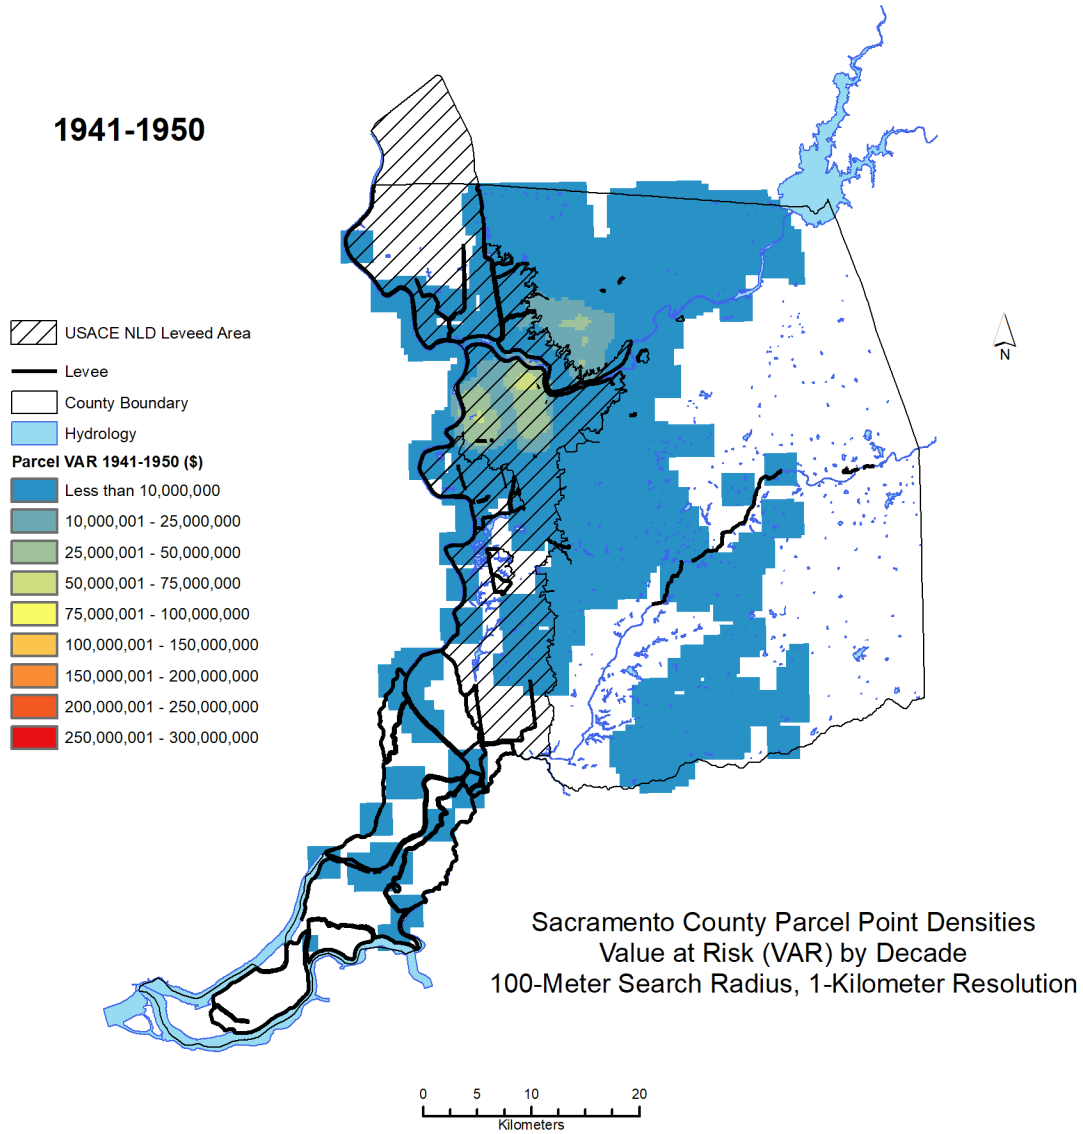 1941-1950
USACE NLD Leveed Area
Levee
County Boundary
Hydrology
Parcel VAR 1941-1950 ($)
Less than 10,000,000
10,000,001 - 25,000,000
25,000,001 - 50,000,000
50,000,001 - 75,000,000
75,000,001 - 100,000,000
100,000,001 - 150,000,000
150,000,001 - 200,000,000
200,000,001 - 250,000,000
250,000,001 - 300,000,000
N
Sacramento County Parcel Point Densities
Value at Risk (VAR) by Decade
100-Meter Search Radius, 1-Kilometer Resolution
0 5 10 20
Kilometers